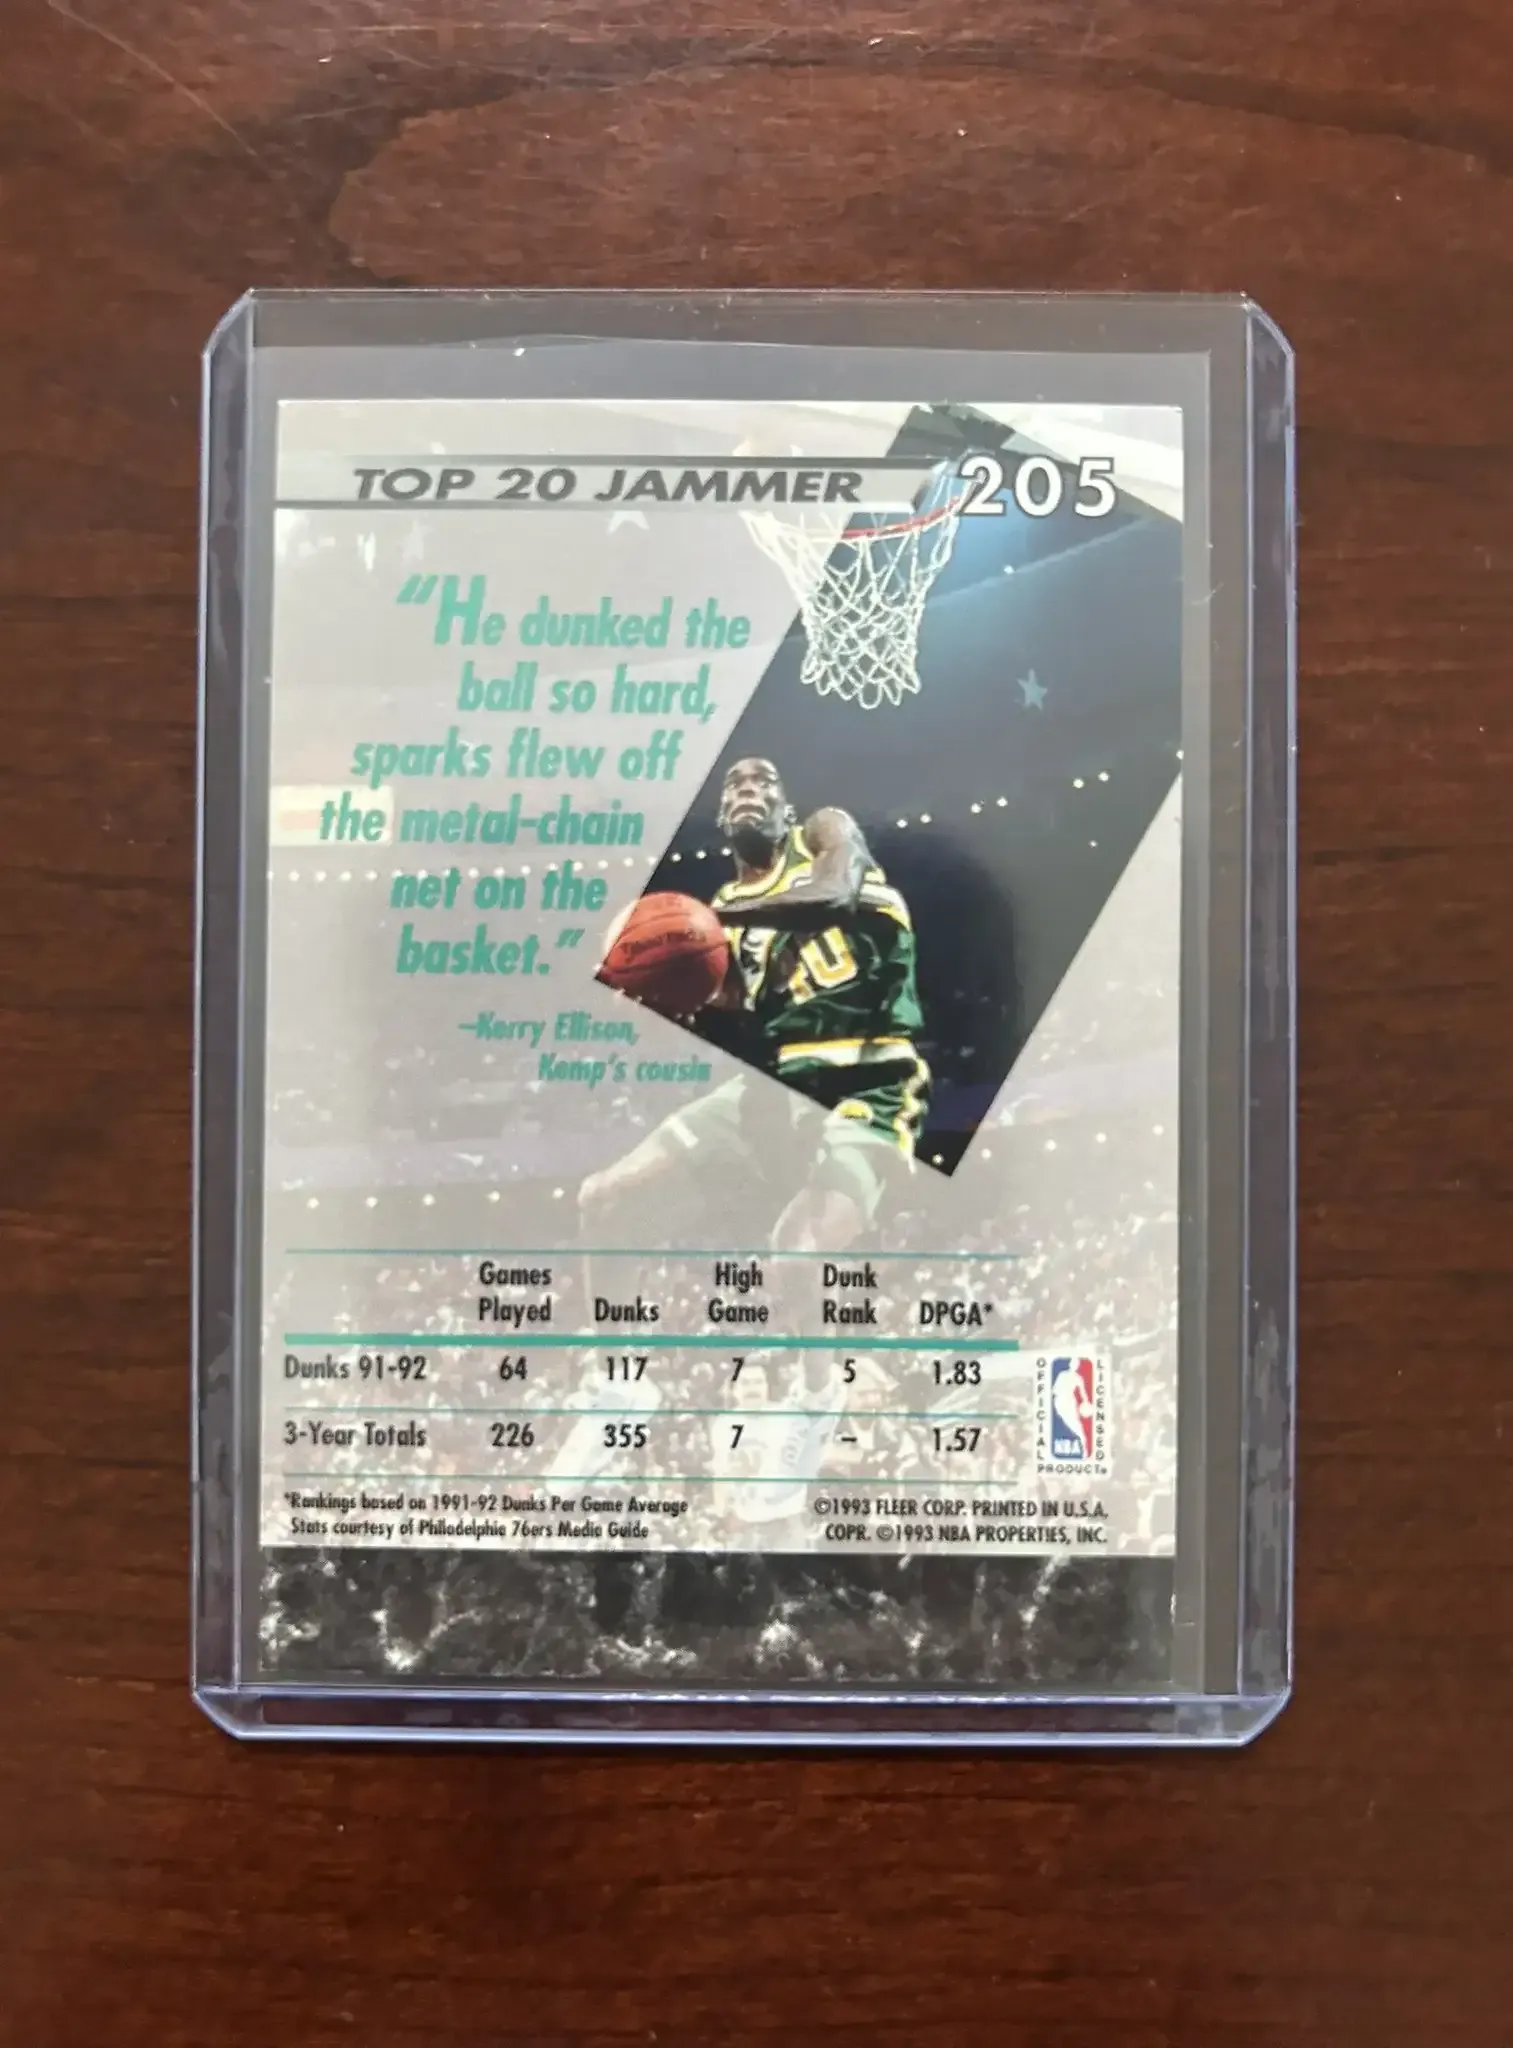 TOP 20 JAMMER 205
“He dunked the
ball so hard,
sparks flew off
the metal-chain
net on the
basket.”
–Kerry Ellison,
Kemp's cousin
Games Played Dunks High Game Dunk Rank DPGA*
Dunks 91-92 64 117 7 5 1.83
3-Year Totals 226 355 7 – 1.57
OFFICIAL LICENSED
NBA
PRODUCT
*Rankings based on 1991-92 Dunks Per Game Average
Stats courtesy of Philadelphia 76ers Media Guide
©1993 FLEER CORP. PRINTED IN U.S.A.
COPR. ©1993 NBA PROPERTIES, INC.